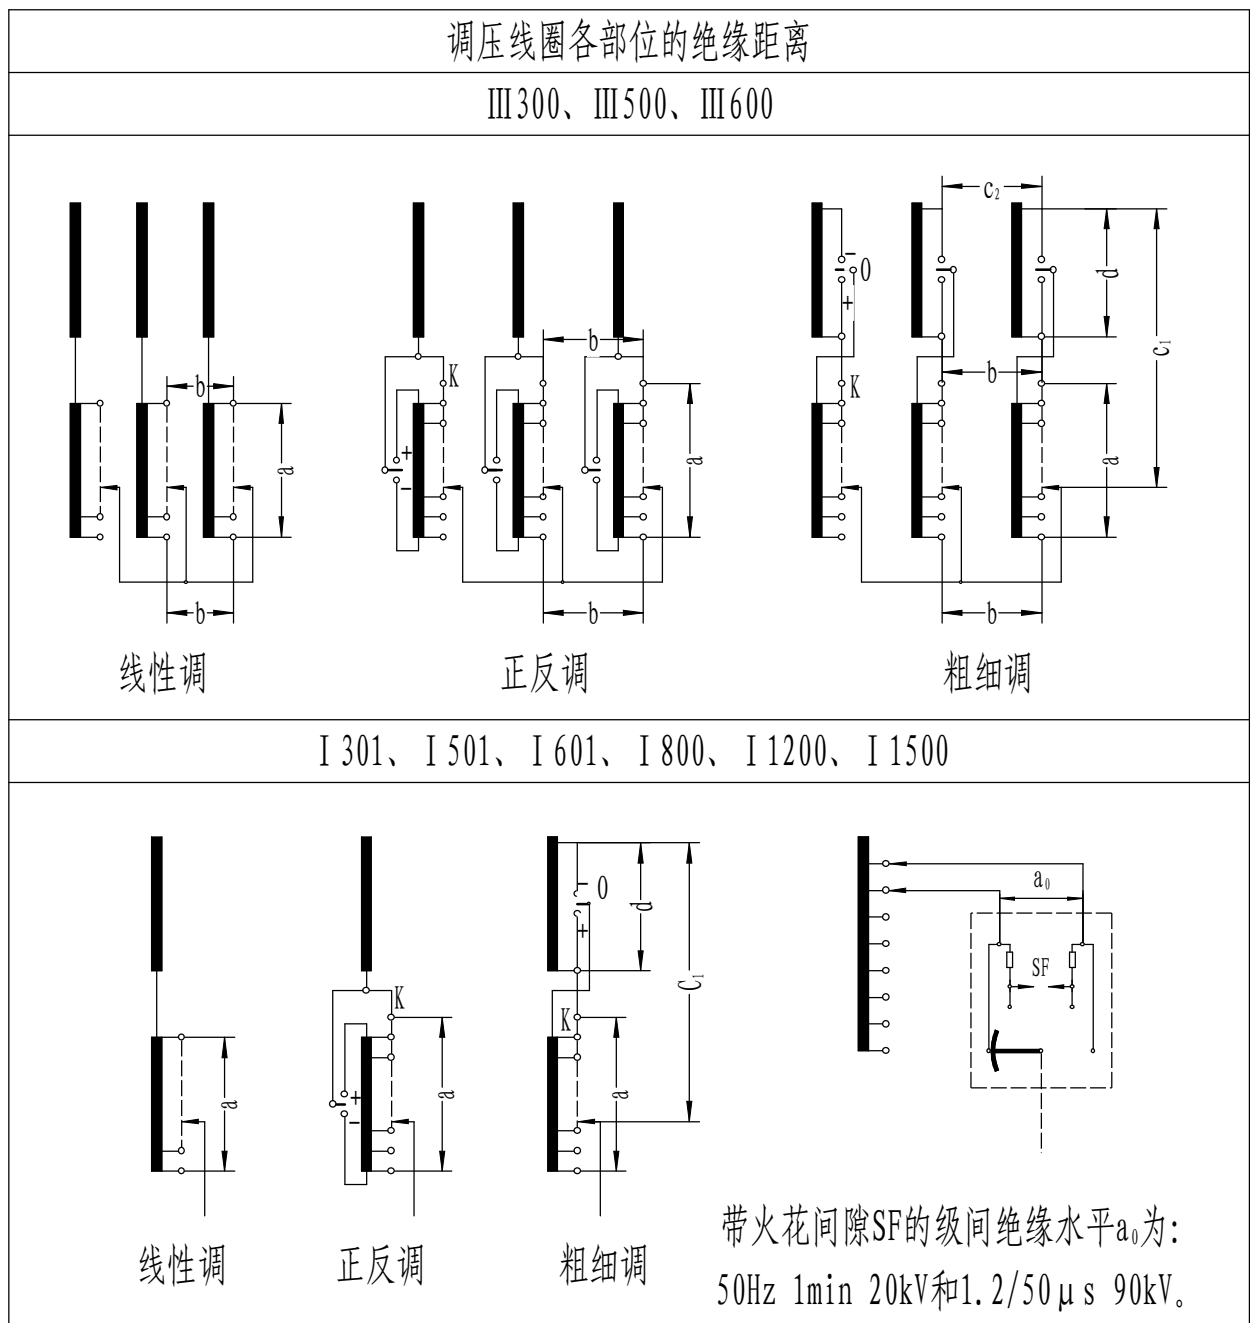 调压线圈各部位的绝缘距离
Ⅲ300、Ⅲ500、Ⅲ600
b
a
b
线性调
b
K
+
-
a
b
正反调
c₂
-
0
+
d
c₁
b
K
a
b
粗细调
Ⅰ301、Ⅰ501、Ⅰ601、Ⅰ800、Ⅰ1200、Ⅰ1500
a
线性调
K
+
-
a
正反调
-
0
+
d
C₁
K
a
粗细调
a₀
SF
带火花间隙SF的级间绝缘水平a₀为:
50Hz 1min 20kV和1.2/50μs 90kV。